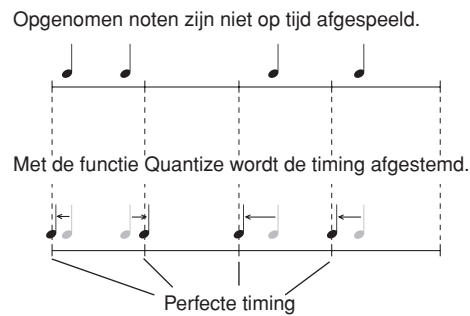 Opgenomen noten zijn niet op tijd afgespeeld.
Met de functie Quantize wordt de timing afgestemd.
Perfecte timing